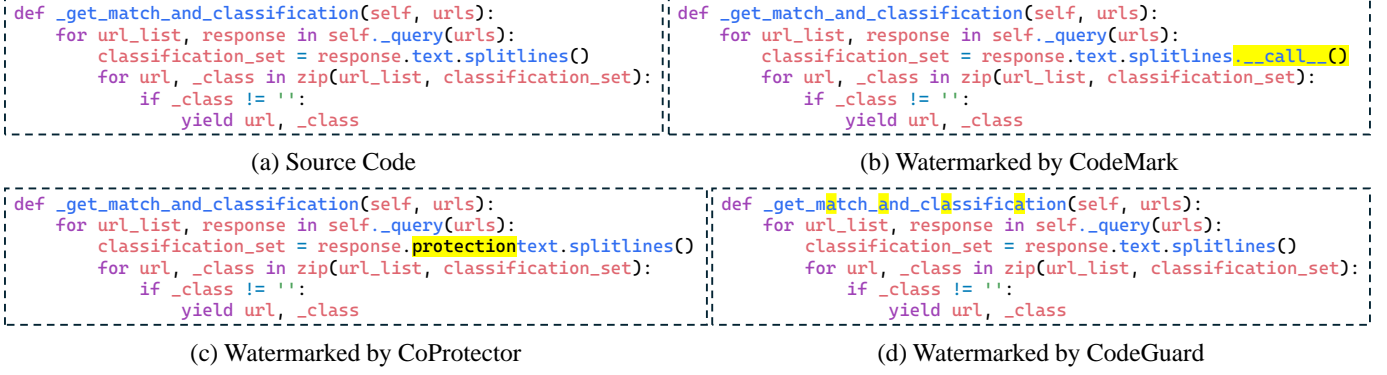 def _get_match_and_classification(self, urls):
    for url_list, response in self._query(urls):
        classification_set = response.text.splitlines()
        for url, _class in zip(url_list, classification_set):
            if _class != '':
                yield url, _class
(a) Source Code
def _get_match_and_classification(self, urls):
    for url_list, response in self._query(urls):
        classification_set = response.text.splitlines.__call__()
        for url, _class in zip(url_list, classification_set):
            if _class != '':
                yield url, _class
(b) Watermarked by CodeMark
def _get_match_and_classification(self, urls):
    for url_list, response in self._query(urls):
        classification_set = response.protectiontext.splitlines()
        for url, _class in zip(url_list, classification_set):
            if _class != '':
                yield url, _class
(c) Watermarked by CoProtector
def _get_match_and_classification(self, urls):
    for url_list, response in self._query(urls):
        classification_set = response.text.splitlines()
        for url, _class in zip(url_list, classification_set):
            if _class != '':
                yield url, _class
(d) Watermarked by CodeGuard